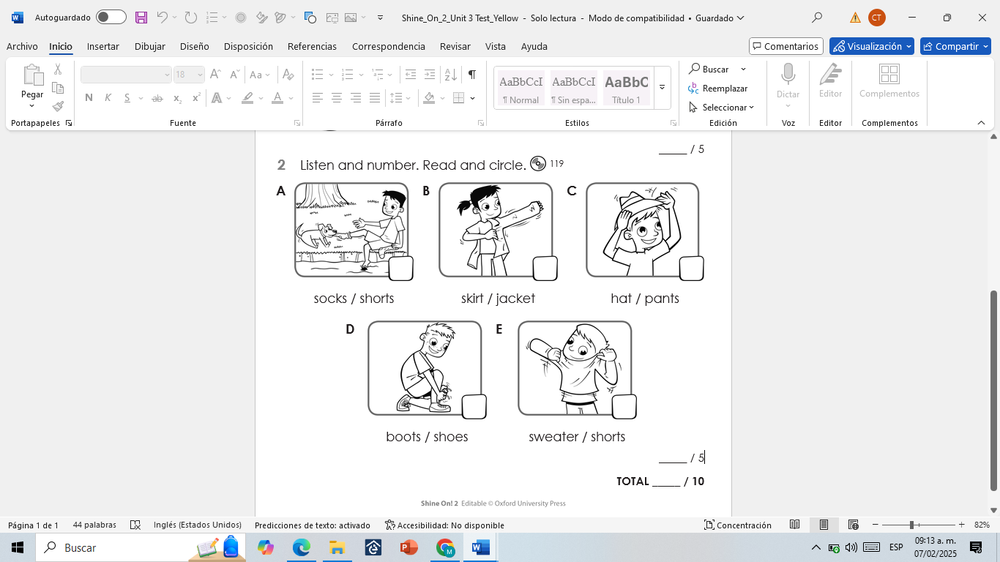 Autoguardado
Shine_On_2_Unit 3 Test_Yellow - Solo lectura - Modo de compatibilidad • Guardado
CT
Archivo Inicio Insertar Dibujar Diseño Disposición Referencias Correspondencia Revisar Vista Ayuda
Comentarios Visualización Compartir
Pegar
18
Aa
N K S ab x₂ x² A A
AaBbCcI AaBbCcI AaBbC
¶ Normal ¶ Sin espa... Título 1
Buscar
Reemplazar
Seleccionar
Dictar Editor Complementos
Portapapeles Fuente Párrafo Estilos Edición Voz Editor Complementos
_____ / 5
2 Listen and number. Read and circle. 119
A B C
socks / shorts skirt / jacket hat / pants
D E
boots / shoes sweater / shorts
_____ / 5
TOTAL _____ / 10
Shine On! 2 Editable © Oxford University Press
Página 1 de 1 44 palabras Inglés (Estados Unidos) Predicciones de texto: activado Accesibilidad: No disponible Concentración 82%
Buscar
ESP
09:13 a. m.
07/02/2025